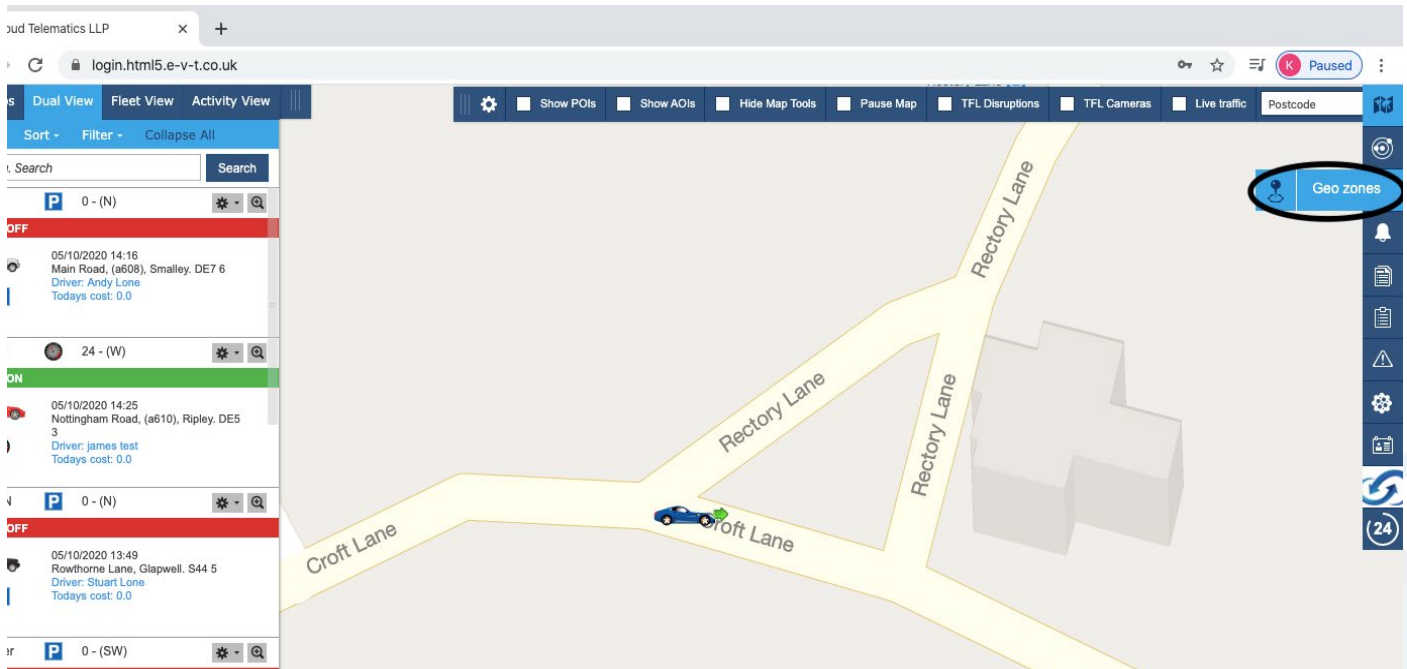 oud Telematics LLP
login.html5.e-v-t.co.uk
K Paused
Dual View Fleet View Activity View
Show POIs Show AOIs Hide Map Tools Pause Map TFL Disruptions TFL Cameras Live traffic Postcode
Sort Filter Collapse All
Search Search
P 0 - (N)
OFF
05/10/2020 14:16
Main Road, (a608), Smalley. DE7 6
Driver: Andy Lone
Todays cost: 0.0
24 - (W)
ON
05/10/2020 14:25
Nottingham Road, (a610), Ripley. DE5
3
Driver: james test
Todays cost: 0.0
P 0 - (N)
OFF
05/10/2020 13:49
Rowthorne Lane, Glapwell. S44 5
Driver: Stuart Lone
Todays cost: 0.0
P 0 - (SW)
Rectory Lane
Rectory Lane
Rectory Lane
Croft Lane
Croft Lane
Geo zones
24